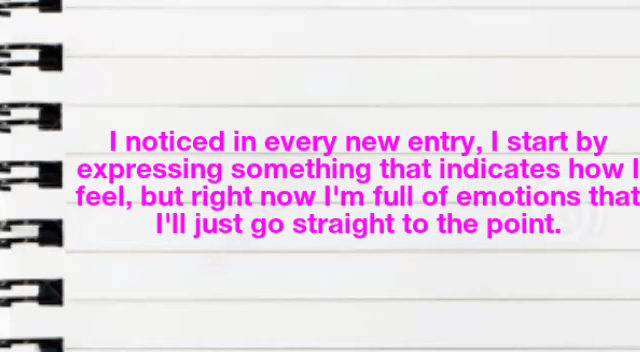 I noticed in every new entry, I start by
expressing something that indicates how I
feel, but right now I'm full of emotions that
I'll just go straight to the point.